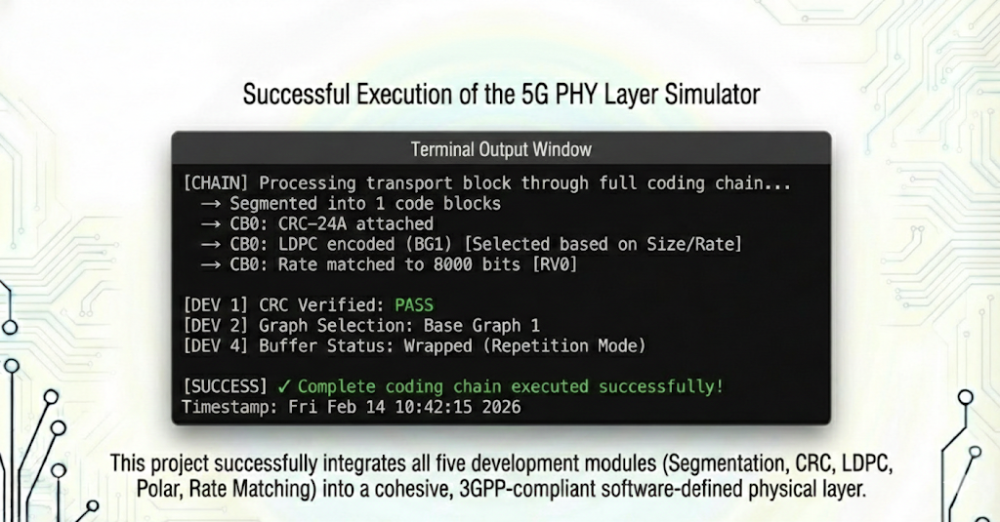 Successful Execution of the 5G PHY Layer Simulator
Terminal Output Window
[CHAIN] Processing transport block through full coding chain...
→ Segmented into 1 code blocks
→ CB0: CRC-24A attached
→ CB0: LDPC encoded (BG1) [Selected based on Size/Rate]
→ CB0: Rate matched to 8000 bits [RV0]
[DEV 1] CRC Verified: PASS
[DEV 2] Graph Selection: Base Graph 1
[DEV 4] Buffer Status: Wrapped (Repetition Mode)
[SUCCESS] ✓ Complete coding chain executed successfully!
Timestamp: Fri Feb 14 10:42:15 2026
This project successfully integrates all five development modules (Segmentation, CRC, LDPC,
Polar, Rate Matching) into a cohesive, 3GPP-compliant software-defined physical layer.